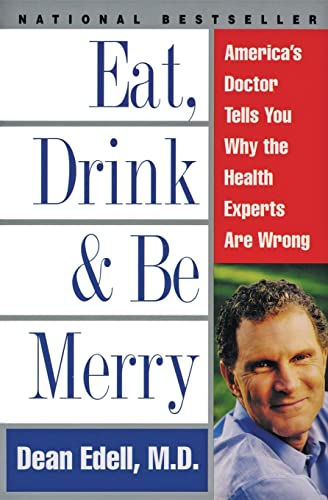 NATIONAL BESTSELLER
Eat,
Drink
& Be
Merry
America's
Doctor
Tells You
Why the
Health
Experts
Are Wrong
Dean Edell, M.D.